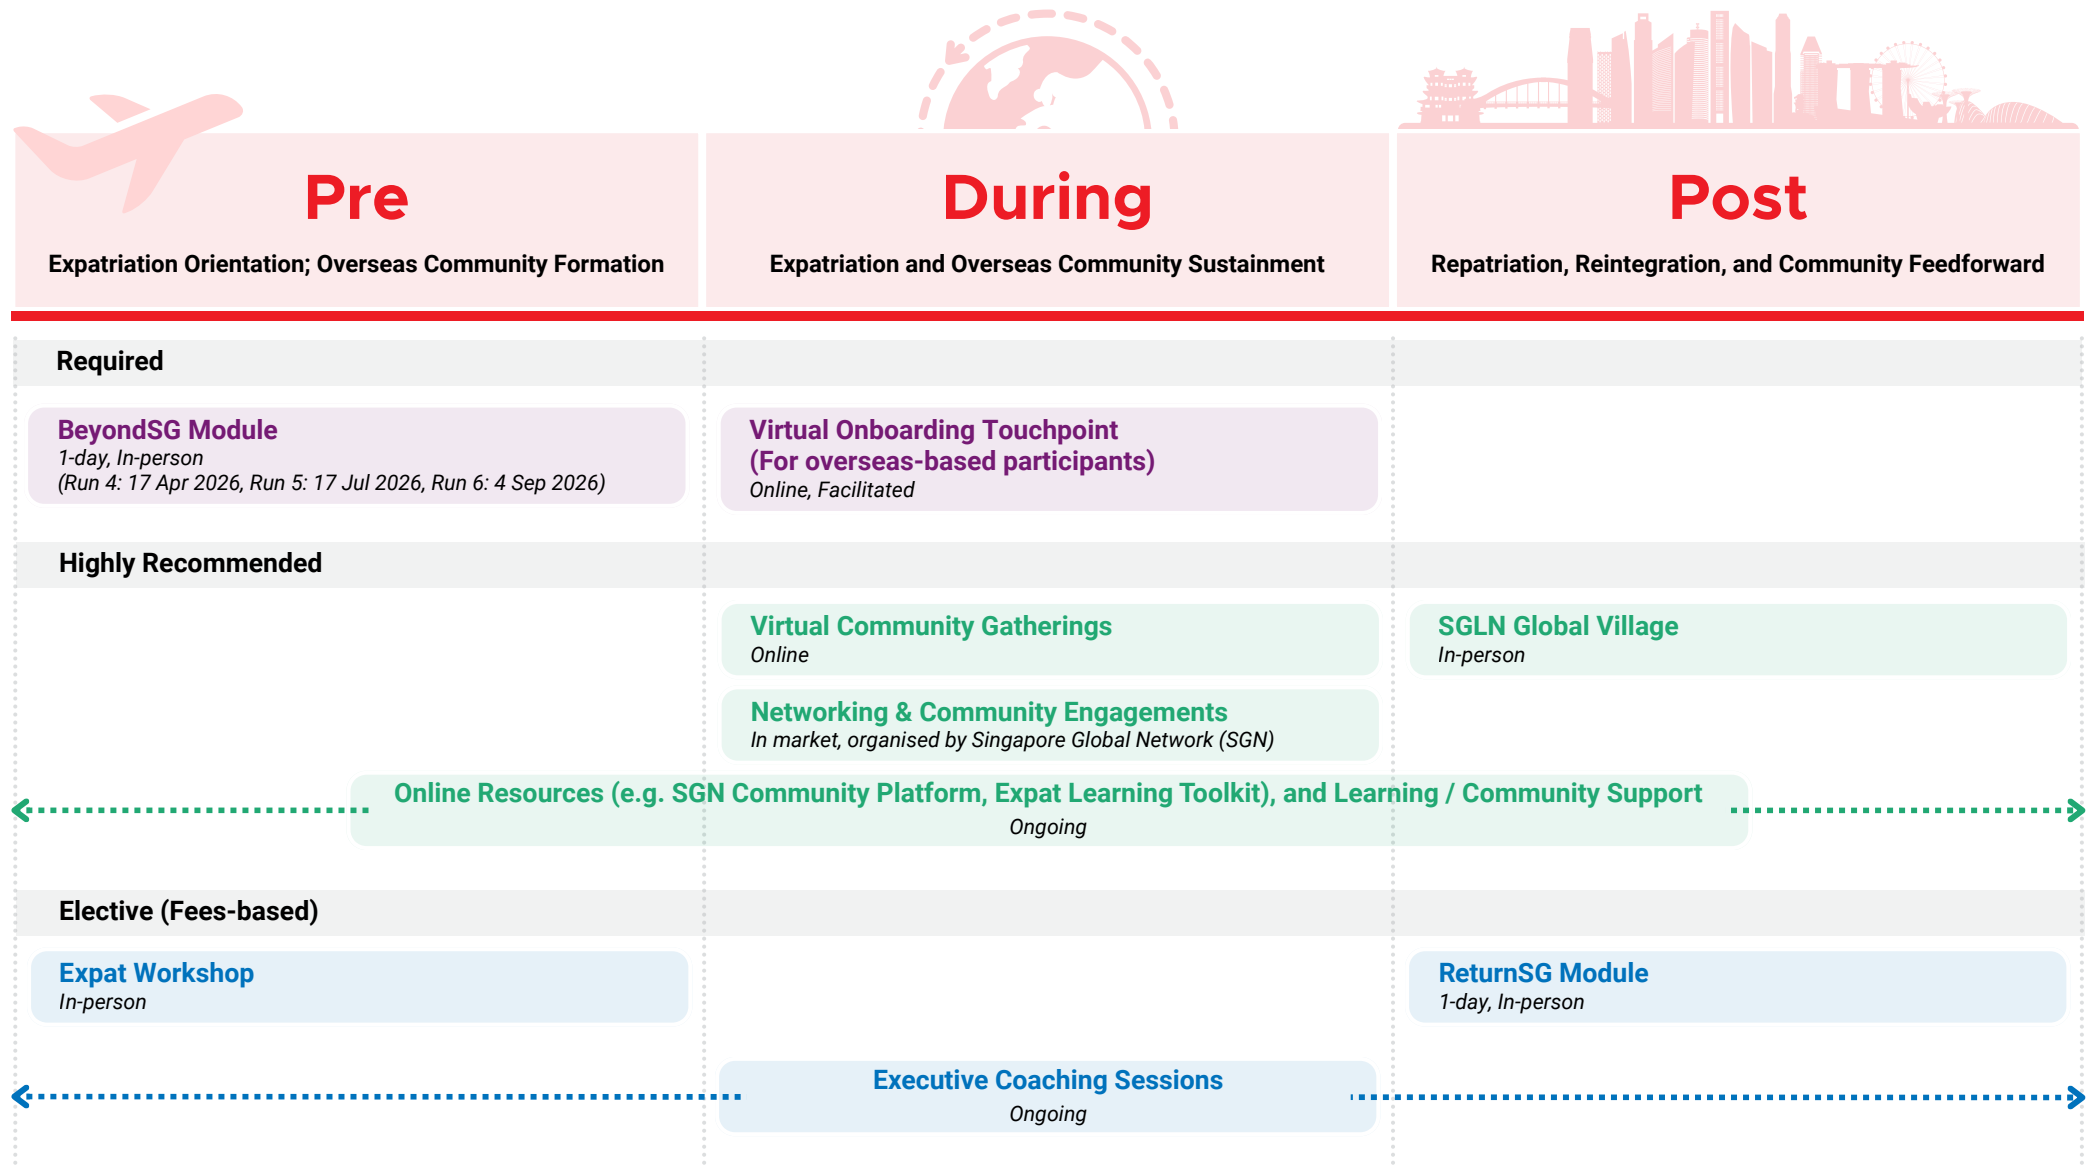 Pre
Expatriation Orientation; Overseas Community Formation
During
Expatriation and Overseas Community Sustainment
Post
Repatriation, Reintegration, and Community Feedforward
Required
BeyondSG Module
1-day, In-person
(Run 4: 17 Apr 2026, Run 5: 17 Jul 2026, Run 6: 4 Sep 2026)
Virtual Onboarding Touchpoint
(For overseas-based participants)
Online, Facilitated
Highly Recommended
Virtual Community Gatherings
Online
SGLN Global Village
In-person
Networking & Community Engagements
In market, organised by Singapore Global Network (SGN)
Online Resources (e.g. SGN Community Platform, Expat Learning Toolkit), and Learning / Community Support
Ongoing
Elective (Fees-based)
Expat Workshop
In-person
ReturnSG Module
1-day, In-person
Executive Coaching Sessions
Ongoing